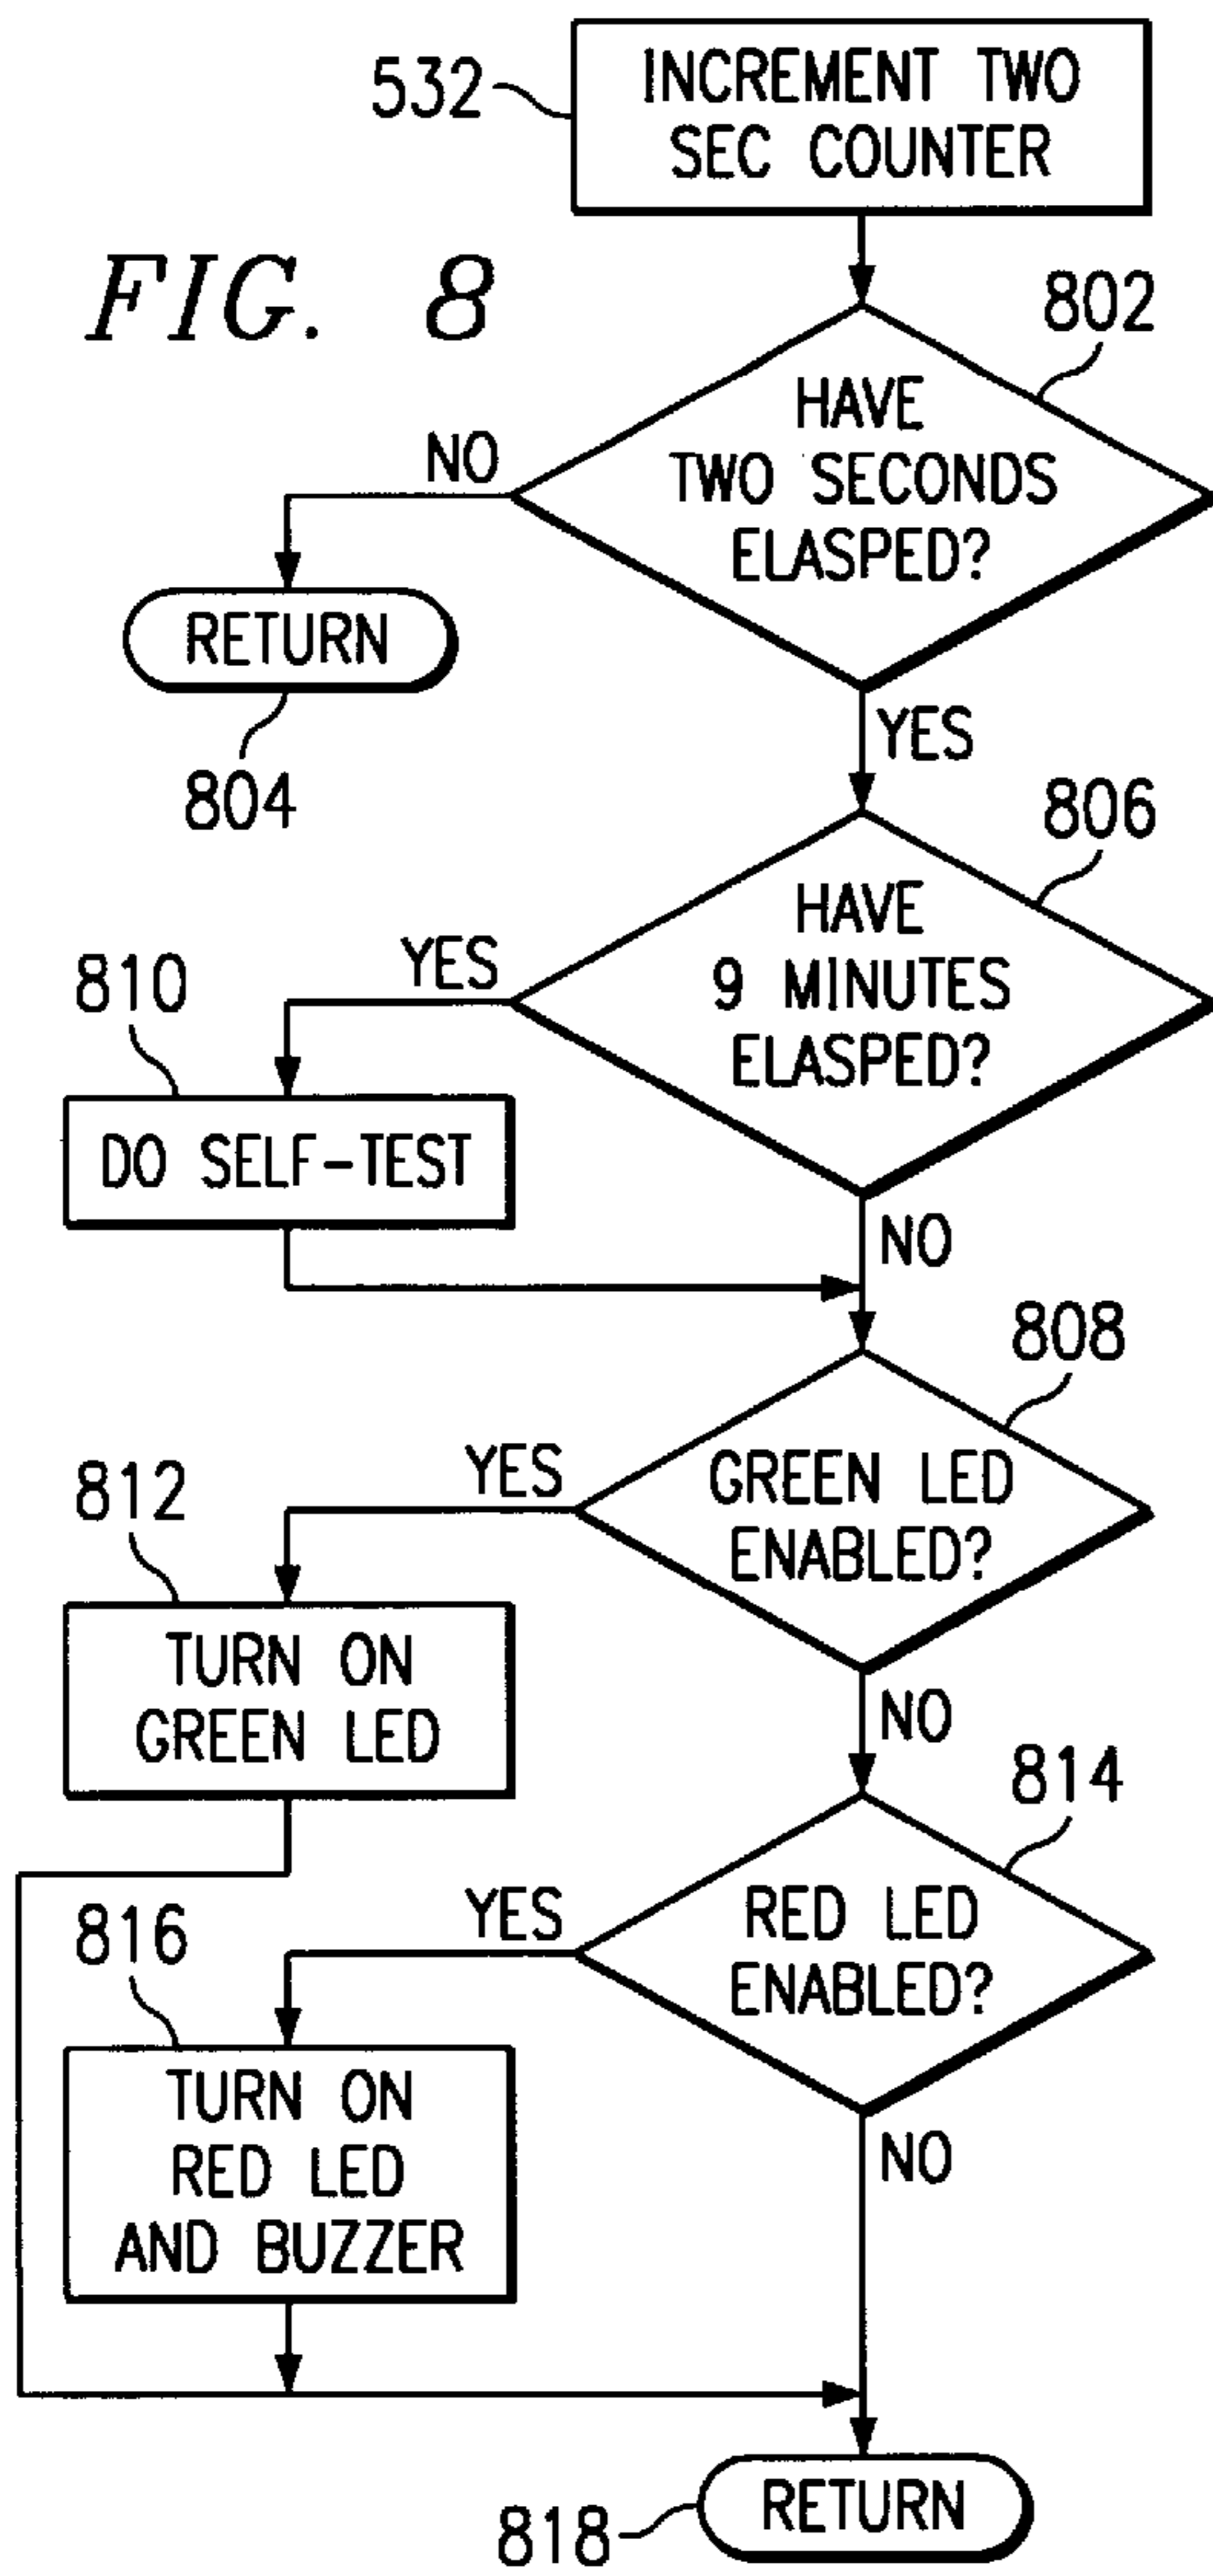 532
INCREMENT TWO
SEC COUNTER
FIG. 8
802
HAVE
TWO SECONDS
ELASPED?
NO
RETURN
804
YES
806
HAVE
9 MINUTES
ELASPED?
YES
810
DO SELF-TEST
NO
808
GREEN LED
ENABLED?
YES
812
TURN ON
GREEN LED
NO
814
RED LED
ENABLED?
YES
816
TURN ON
RED LED
AND BUZZER
NO
RETURN
818